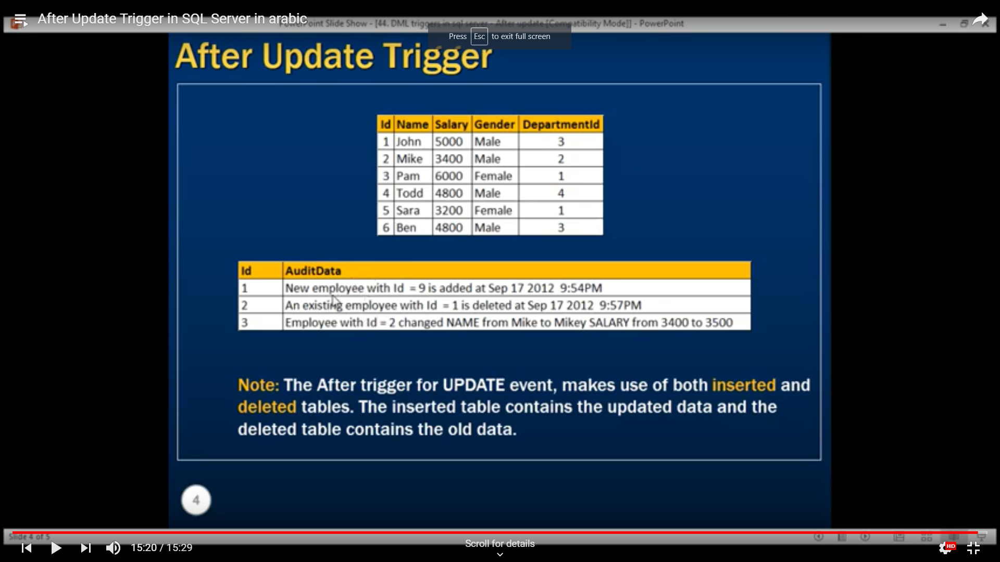 After Update Trigger in SQL Server in arabic
Point Slide Show - [44. DML triggers in sql server - After update [Compatibility Mode]] - PowerPoint
Press Esc to exit full screen
After Update Trigger
Id Name Salary Gender DepartmentId
1 John 5000 Male 3
2 Mike 3400 Male 2
3 Pam 6000 Female 1
4 Todd 4800 Male 4
5 Sara 3200 Female 1
6 Ben 4800 Male 3
Id AuditData
1 New employee with Id = 9 is added at Sep 17 2012 9:54PM
2 An existing employee with Id = 1 is deleted at Sep 17 2012 9:57PM
3 Employee with Id = 2 changed NAME from Mike to Mikey SALARY from 3400 to 3500
Note: The After trigger for UPDATE event, makes use of both inserted and
deleted tables. The inserted table contains the updated data and the
deleted table contains the old data.
4
Slide 4 of 5
15:20 / 15:29
Scroll for details
HD